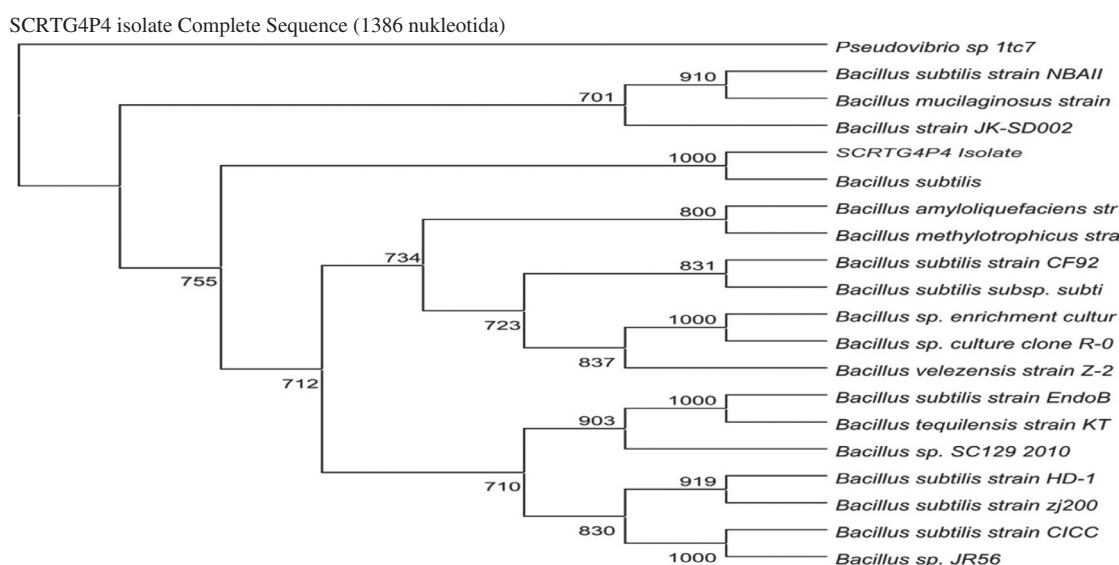 SCRTG4P4 isolate Complete Sequence (1386 nukleotida)
Pseudovibrio sp 1tc7
910
Bacillus subtilis strain NBAII
701
Bacillus mucilaginosus strain
Bacillus strain JK-SD002
1000
SCRTG4P4 Isolate
Bacillus subtilis
800
Bacillus amyloliquefaciens str
734
Bacillus methylotrophicus stra
755
831
Bacillus subtilis strain CF92
Bacillus subtilis subsp. subti
723
1000
Bacillus sp. enrichment cultur
Bacillus sp. culture clone R-0
837
Bacillus velezensis strain Z-2
712
1000
Bacillus subtilis strain EndoB
903
Bacillus tequilensis strain KT
Bacillus sp. SC129 2010
710
919
Bacillus subtilis strain HD-1
Bacillus subtilis strain zj200
830
Bacillus subtilis strain CICC
1000
Bacillus sp. JR56